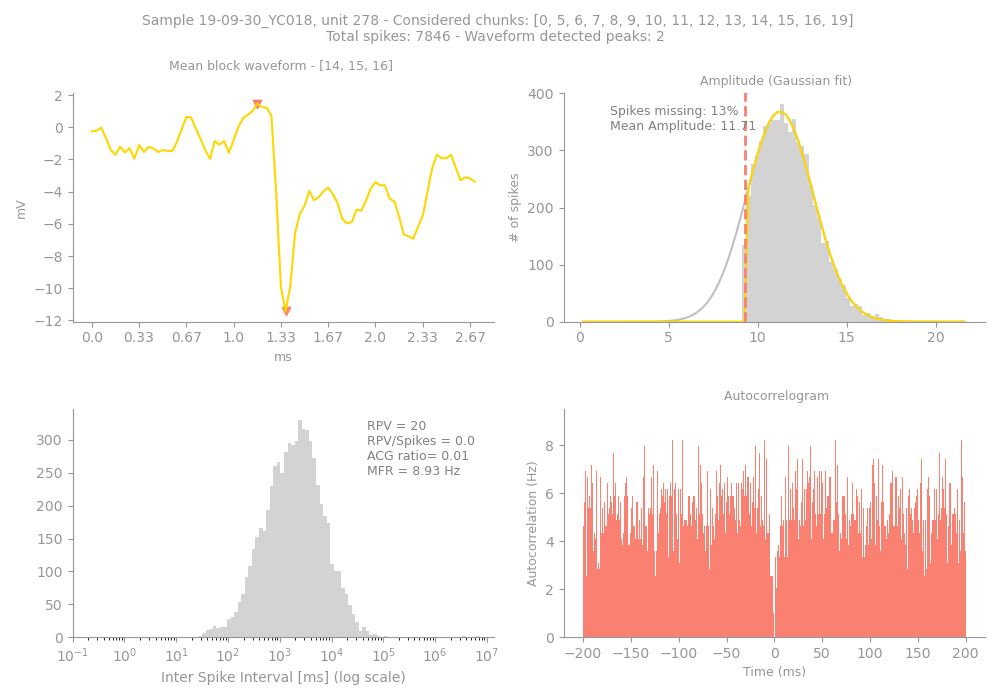 Sample 19-09-30_YC018, unit 278 - Considered chunks: [0, 5, 6, 7, 8, 9, 10, 11, 12, 13, 14, 15, 16, 19]
Total spikes: 7846 - Waveform detected peaks: 2
Mean block waveform - [14, 15, 16]
2
0
−2
−4
−6
−8
−10
−12
mV
0.0 0.33 0.67 1.0 1.33 1.67 2.0 2.33 2.67
ms
Amplitude (Gaussian fit)
Spikes missing: 13%
Mean Amplitude: 11.71
400
300
200
100
0
# of spikes
0 5 10 15 20
RPV = 20
RPV/Spikes = 0.0
ACG ratio= 0.01
MFR = 8.93 Hz
300
250
200
150
100
50
0
10⁻¹ 10⁰ 10¹ 10² 10³ 10⁴ 10⁵ 10⁶ 10⁷
Inter Spike Interval [ms] (log scale)
Autocorrelogram
8
6
4
2
0
Autocorrelation (Hz)
−200 −150 −100 −50 0 50 100 150 200
Time (ms)